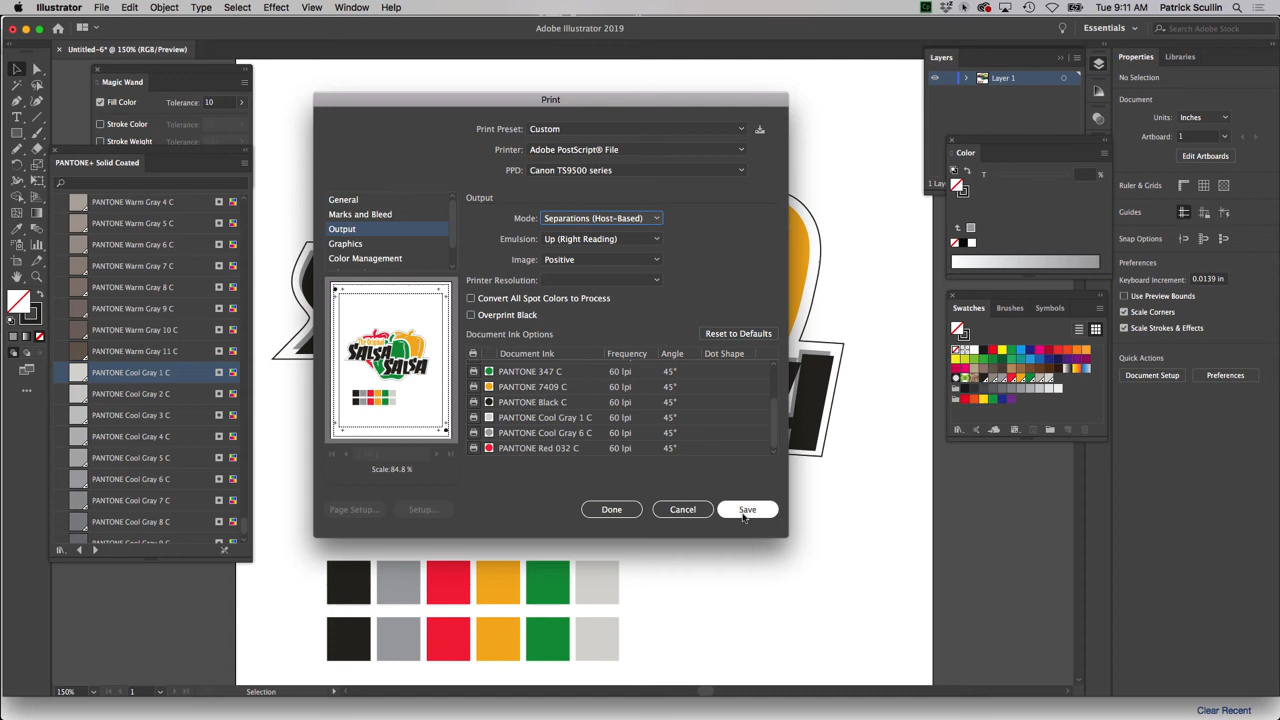 Illustrator File Edit Object Type Select Effect View Window Help
Tue 9:11 AM Patrick Scullin
Adobe Illustrator 2019
Essentials
Search Adobe Stock
Untitled-6* @ 150% (RGB/Preview)
Magic Wand
Fill Color Tolerance: 10
Stroke Color Tolerance:
Stroke Weight Tolerance:
PANTONE+ Solid Coated
PANTONE Warm Gray 4 C
PANTONE Warm Gray 5 C
PANTONE Warm Gray 6 C
PANTONE Warm Gray 7 C
PANTONE Warm Gray 8 C
PANTONE Warm Gray 9 C
PANTONE Warm Gray 10 C
PANTONE Warm Gray 11 C
PANTONE Cool Gray 1 C
PANTONE Cool Gray 2 C
PANTONE Cool Gray 3 C
PANTONE Cool Gray 4 C
PANTONE Cool Gray 5 C
PANTONE Cool Gray 6 C
PANTONE Cool Gray 7 C
PANTONE Cool Gray 8 C
PANTONE Cool Gray 9 C
Print
Print Preset: Custom
Printer: Adobe PostScript® File
PPD: Canon TS9500 series
General
Marks and Bleed
Output
Graphics
Color Management
The Original
SALSA
SALSA
Scale:84.8 %
Output
Mode: Separations (Host-Based)
Emulsion: Up (Right Reading)
Image: Positive
Printer Resolution:
Convert All Spot Colors to Process
Overprint Black
Document Ink Options Reset to Defaults
Document Ink Frequency Angle Dot Shape
PANTONE 347 C 60 lpi 45°
PANTONE 7409 C 60 lpi 45°
PANTONE Black C 60 lpi 45°
PANTONE Cool Gray 1 C 60 lpi 45°
PANTONE Cool Gray 6 C 60 lpi 45°
PANTONE Red 032 C 60 lpi 45°
Page Setup... Setup... Done Cancel Save
Layers
Layer 1
1 Lay
Color
T %
Swatches Brushes Symbols
Properties Libraries
No Selection
Document
Units: Inches
Artboard: 1
Edit Artboards
Ruler & Grids
Guides
Snap Options
Preferences
Keyboard Increment: 0.0139 in
Use Preview Bounds
Scale Corners
Scale Strokes & Effects
Quick Actions
Document Setup Preferences
150% 1 Selection
Clear Recent